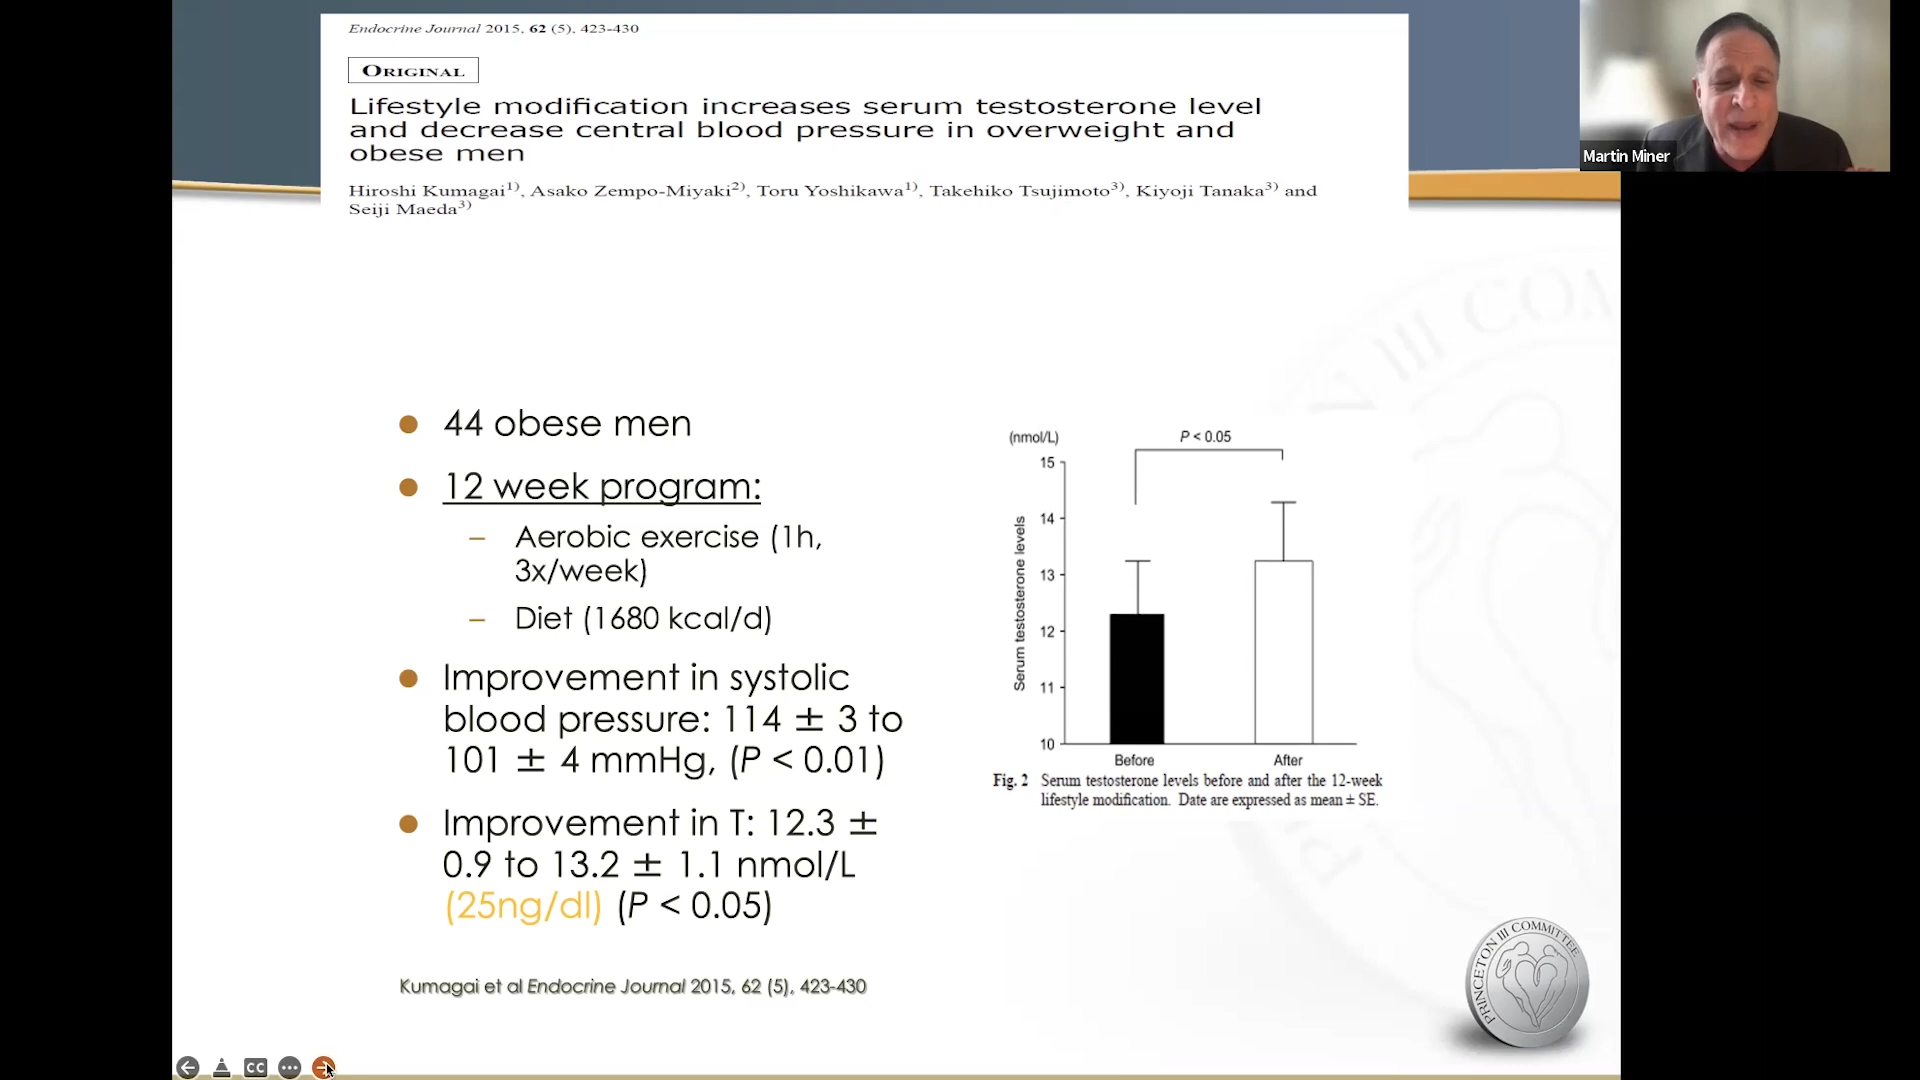 Endocrine Journal 2015, 62 (5), 423-430
ORIGINAL
Lifestyle modification increases serum testosterone level
and decrease central blood pressure in overweight and
obese men
Hiroshi Kumagai1), Asako Zempo-Miyaki2), Toru Yoshikawa1), Takehiko Tsujimoto3), Kiyoji Tanaka3) and
Seiji Maeda3)
Martin Miner
44 obese men
12 week program:
– Aerobic exercise (1h,
3x/week)
– Diet (1680 kcal/d)
Improvement in systolic
blood pressure: 114 ± 3 to
101 ± 4 mmHg, (P < 0.01)
Improvement in T: 12.3 ±
0.9 to 13.2 ± 1.1 nmol/L
(25ng/dl) (P < 0.05)
(nmol/L)
P < 0.05
15
14
13
12
11
10
Serum testosterone levels
Before After
Fig. 2 Serum testosterone levels before and after the 12-week
lifestyle modification. Date are expressed as mean ± SE.
Kumagai et al Endocrine Journal 2015, 62 (5), 423-430
PRINCETON III COMMITTEE
CC